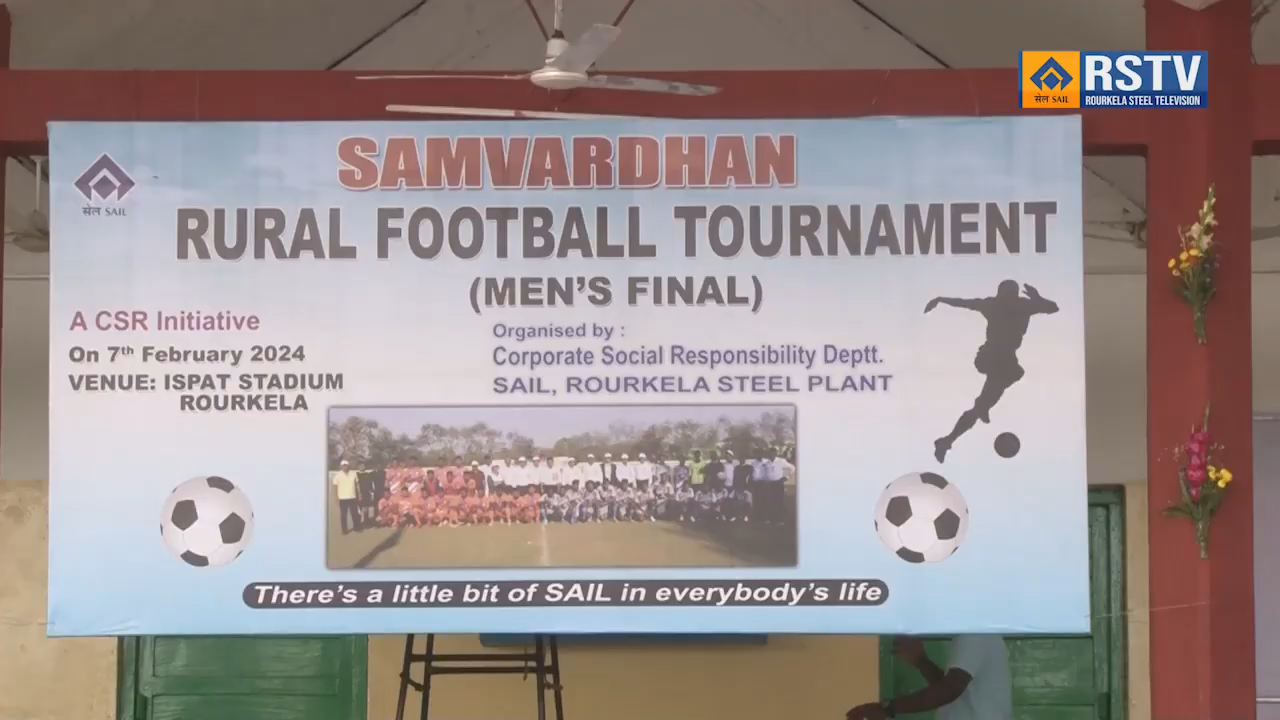 RSTV
सेल SAIL
ROURKELA STEEL TELEVISION
SAMVARDHAN
सेल SAIL
RURAL FOOTBALL TOURNAMENT
(MEN'S FINAL)
A CSR Initiative
On 7th February 2024
VENUE: ISPAT STADIUM
ROURKELA
Organised by :
Corporate Social Responsibility Deptt.
SAIL, ROURKELA STEEL PLANT
There's a little bit of SAIL in everybody's life